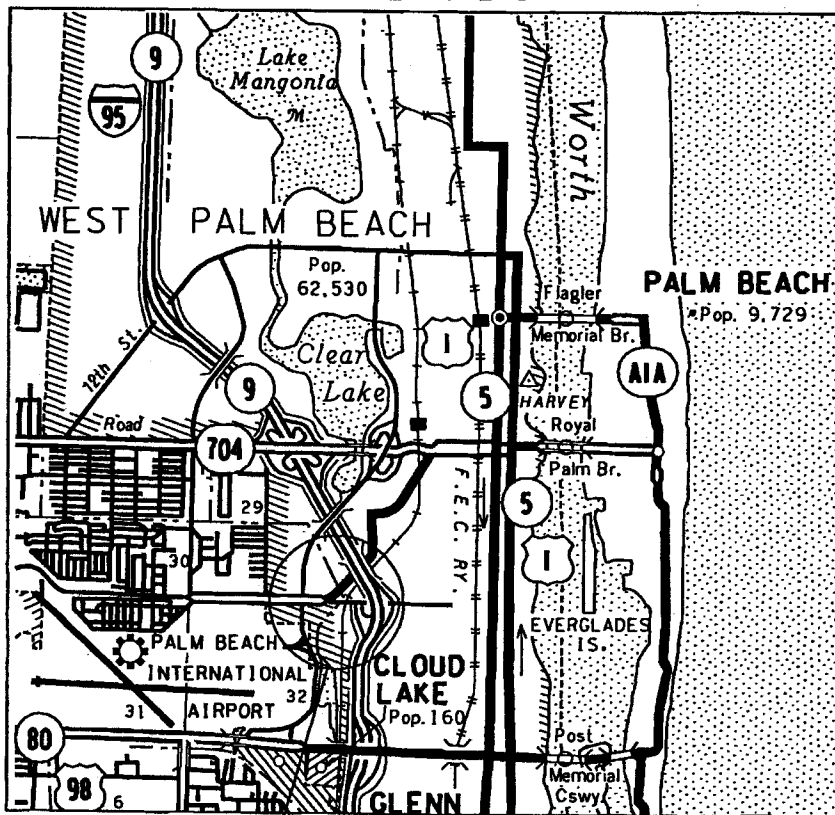 9
95
Lake
Mangonia
WEST PALM BEACH
Pop.
62,530
Worth
PALM BEACH
Pop. 9,729
Flagler
Memorial Br.
1
A1A
Clear
Lake
12th St.
9
5
HARVEY
Road
704
Royal
Palm Br.
F.E.C. RY.
5
29
30
1
EVERGLADES
IS.
PALM BEACH
INTERNATIONAL
AIRPORT
31
32
CLOUD
LAKE
Pop. 160
80
98
6
Post
Memorial
Cswy
GLENN